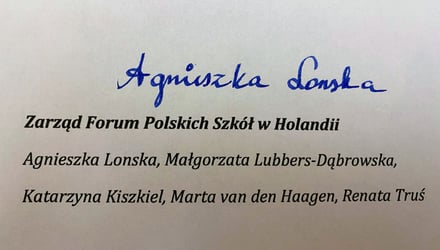 Agnieszka Lonska
Zarząd Forum Polskich Szkół w Holandii
Agnieszka Lonska, Małgorzata Lubbers-Dąbrowska,
Katarzyna Kiszkiel, Marta van den Haagen, Renata Truś